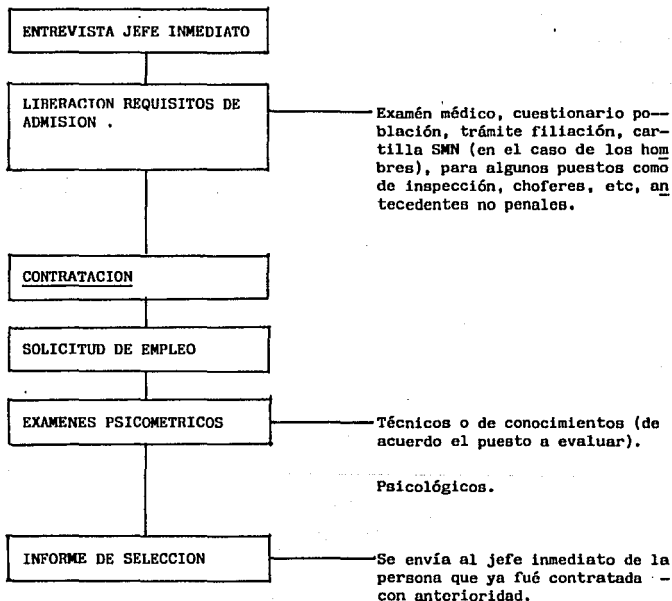 ENTREVISTA JEFE INMEDIATO
LIBERACION REQUISITOS DE
ADMISION .
Exámén médico, cuestionario po--
blación, trámite filiación, car-
tilla SMN (en el caso de los hom
bres), para algunos puestos como
de inspección, choferes, etc, an
tecedentes no penales.
CONTRATACION
SOLICITUD DE EMPLEO
EXAMENES PSICOMETRICOS
Técnicos o de conocimientos (de
acuerdo el puesto a evaluar).
Psicológicos.
INFORME DE SELECCION
Se envía al jefe inmediato de la
persona que ya fué contratada -
con anterioridad.